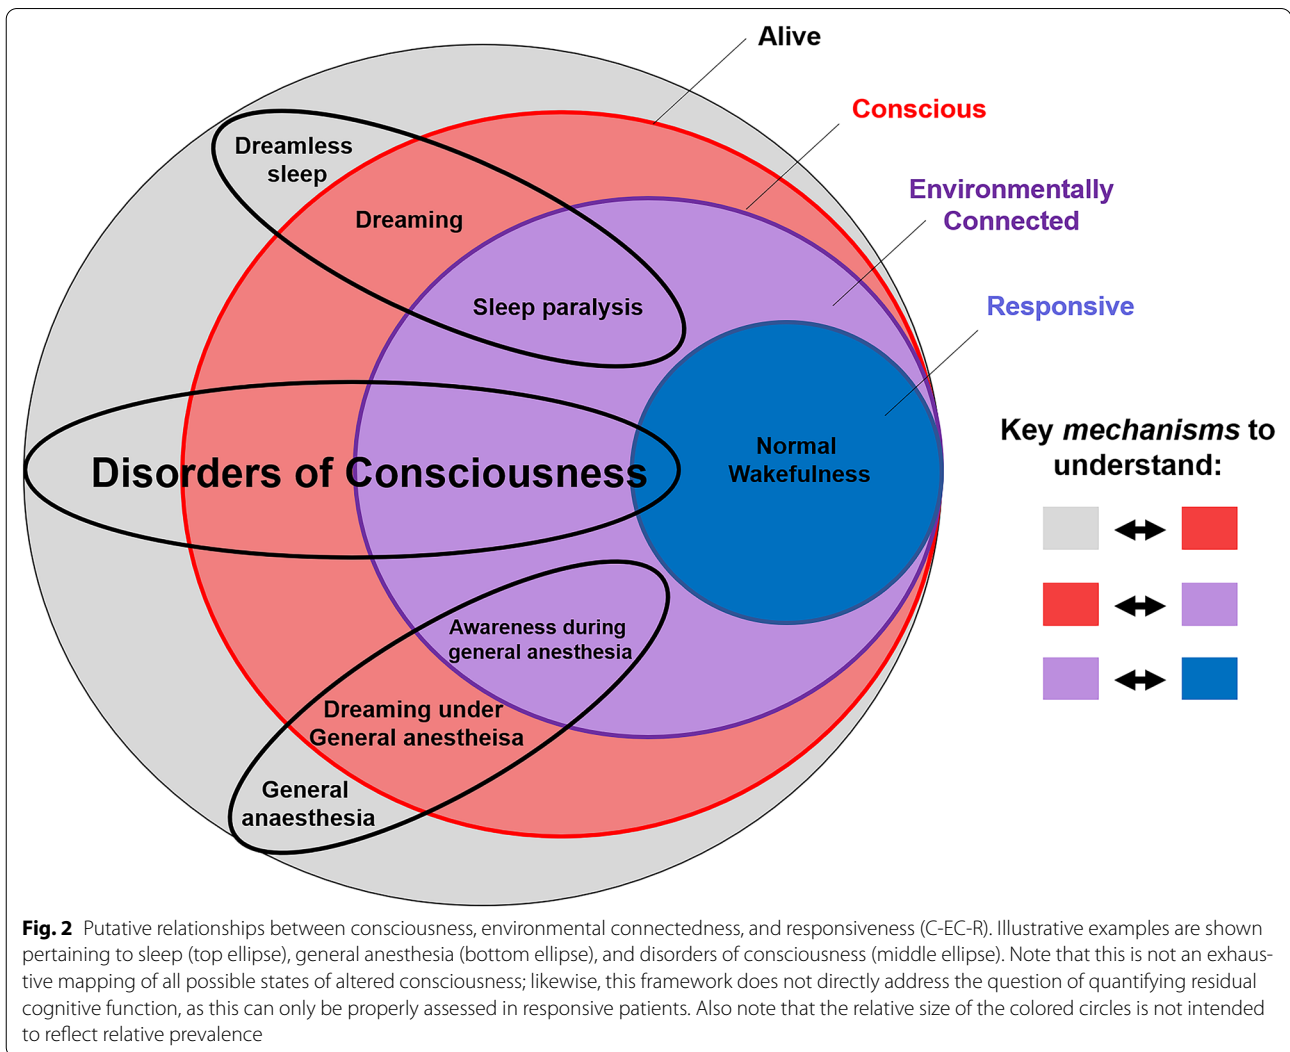 Alive
Conscious
Environmentally
Connected
Responsive
Dreamless
sleep
Dreaming
Sleep paralysis
Disorders of Consciousness
Normal
Wakefulness
Awareness during
general anesthesia
Dreaming under
General anestheisa
General
anaesthesia
Key mechanisms to
understand:
Fig. 2 Putative relationships between consciousness, environmental connectedness, and responsiveness (C-EC-R). Illustrative examples are shown
pertaining to sleep (top ellipse), general anesthesia (bottom ellipse), and disorders of consciousness (middle ellipse). Note that this is not an exhaus-
tive mapping of all possible states of altered consciousness; likewise, this framework does not directly address the question of quantifying residual
cognitive function, as this can only be properly assessed in responsive patients. Also note that the relative size of the colored circles is not intended
to reflect relative prevalence